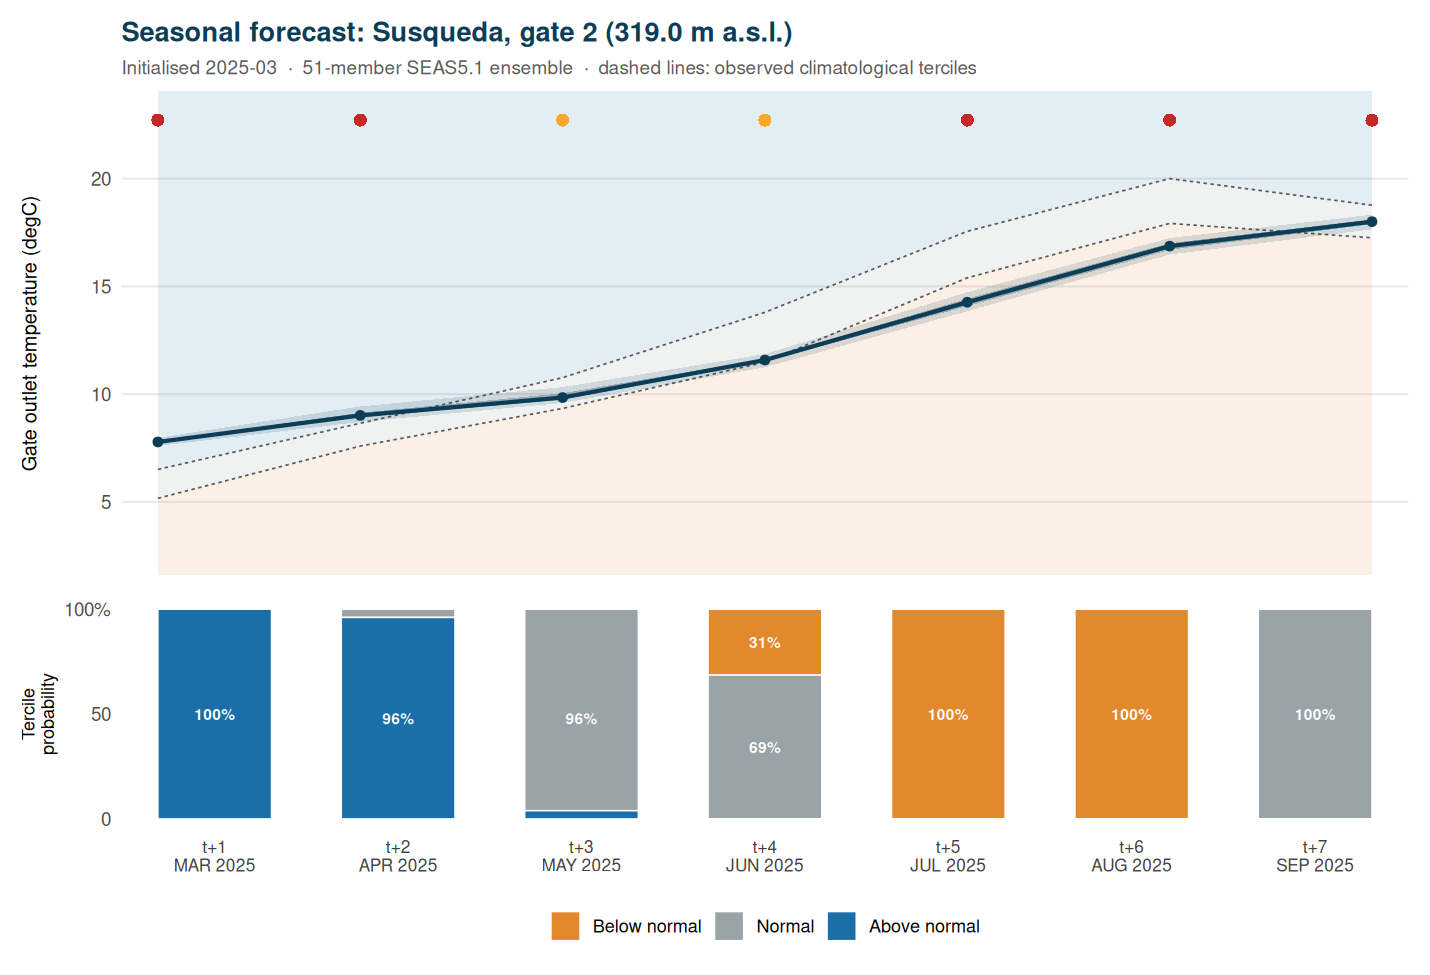 Seasonal forecast: Susqueda, gate 2 (319.0 m a.s.l.)
Initialised 2025-03 · 51-member SEAS5.1 ensemble · dashed lines: observed climatological terciles
Gate outlet temperature (degC)
20
15
10
5
Tercile
probability
100%
50
0
100%
96%
96%
31%
69%
100%
100%
100%
t+1
MAR 2025
t+2
APR 2025
t+3
MAY 2025
t+4
JUN 2025
t+5
JUL 2025
t+6
AUG 2025
t+7
SEP 2025
Below normal
Normal
Above normal